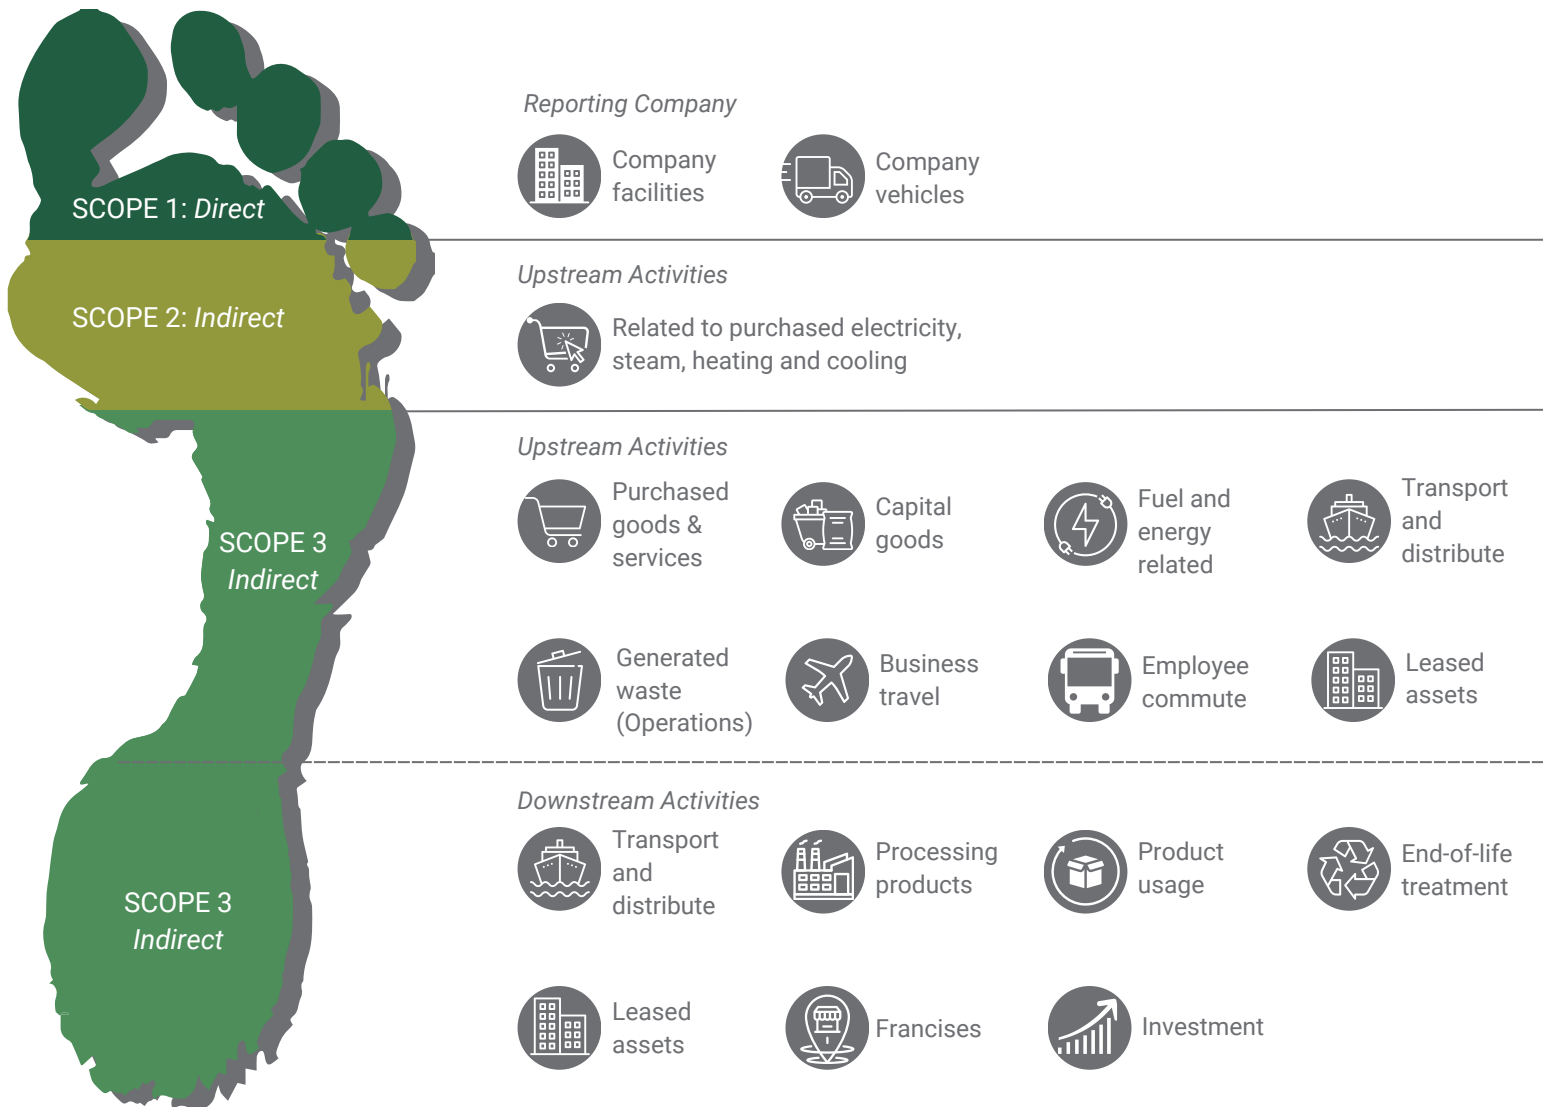 Reporting Company
Company
facilities
Company
vehicles
SCOPE 1: Direct
Upstream Activities
SCOPE 2: Indirect
Related to purchased electricity,
steam, heating and cooling
Upstream Activities
Purchased
goods &
services
Capital
goods
Fuel and
energy
related
Transport
and
distribute
SCOPE 3
Indirect
Generated
waste
(Operations)
Business
travel
Employee
commute
Leased
assets
Downstream Activities
Transport
and
distribute
Processing
products
Product
usage
End-of-life
treatment
SCOPE 3
Indirect
Leased
assets
Francises
Investment